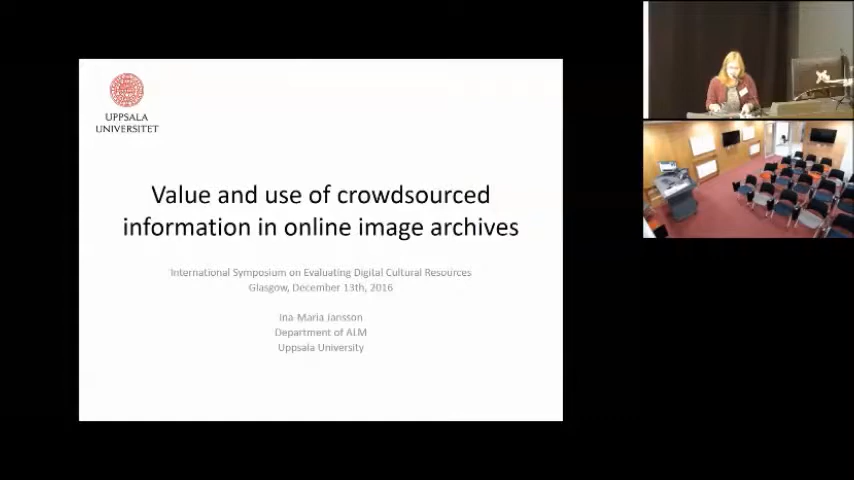 UPPSALA
UNIVERSITET
Value and use of crowdsourced
information in online image archives
International Symposium on Evaluating Digital Cultural Resources
Glasgow, December 13th, 2016
Ina-Maria Jansson
Department of ALM
Uppsala University